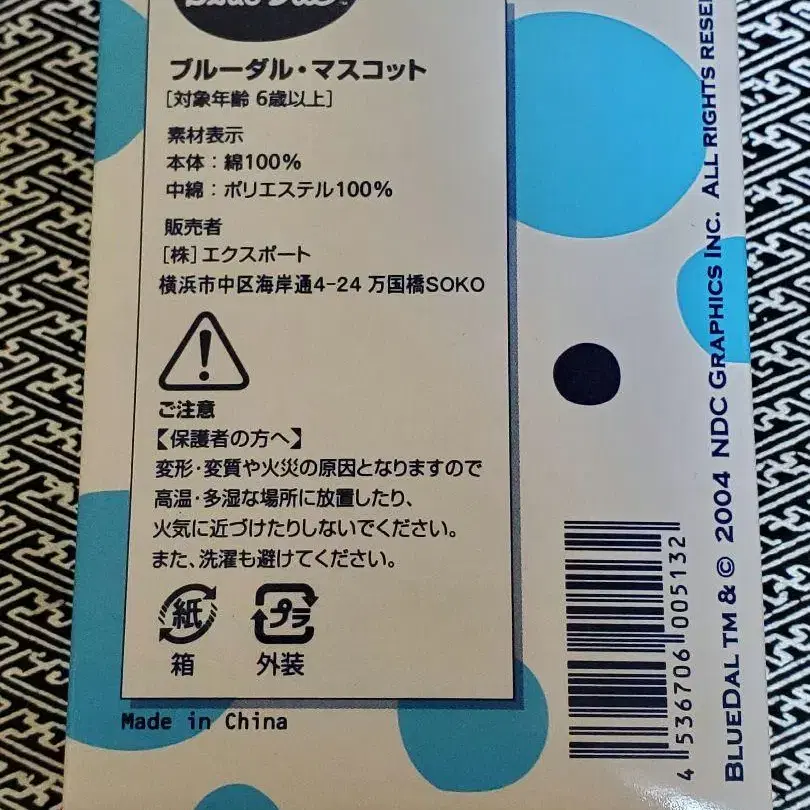 ブルーダル・マスコット
[対象年齢 6歳以上]
素材表示
本体：綿100%
中綿：ポリエステル100%
販売者
[株]エクスポート
横浜市中区海岸通4-24 万国橋SOKO
ご注意
【保護者の方へ】
変形・変質や火災の原因となりますので
高温・多湿な場所に放置したり、
火気に近づけたりしないでください。
また、洗濯も避けてください。
紙
プラ
箱
外装
Made in China
4 536706 005132
BLUEDAL TM & © 2004 NDC GRAPHICS INC. ALL RIGHTS RESE